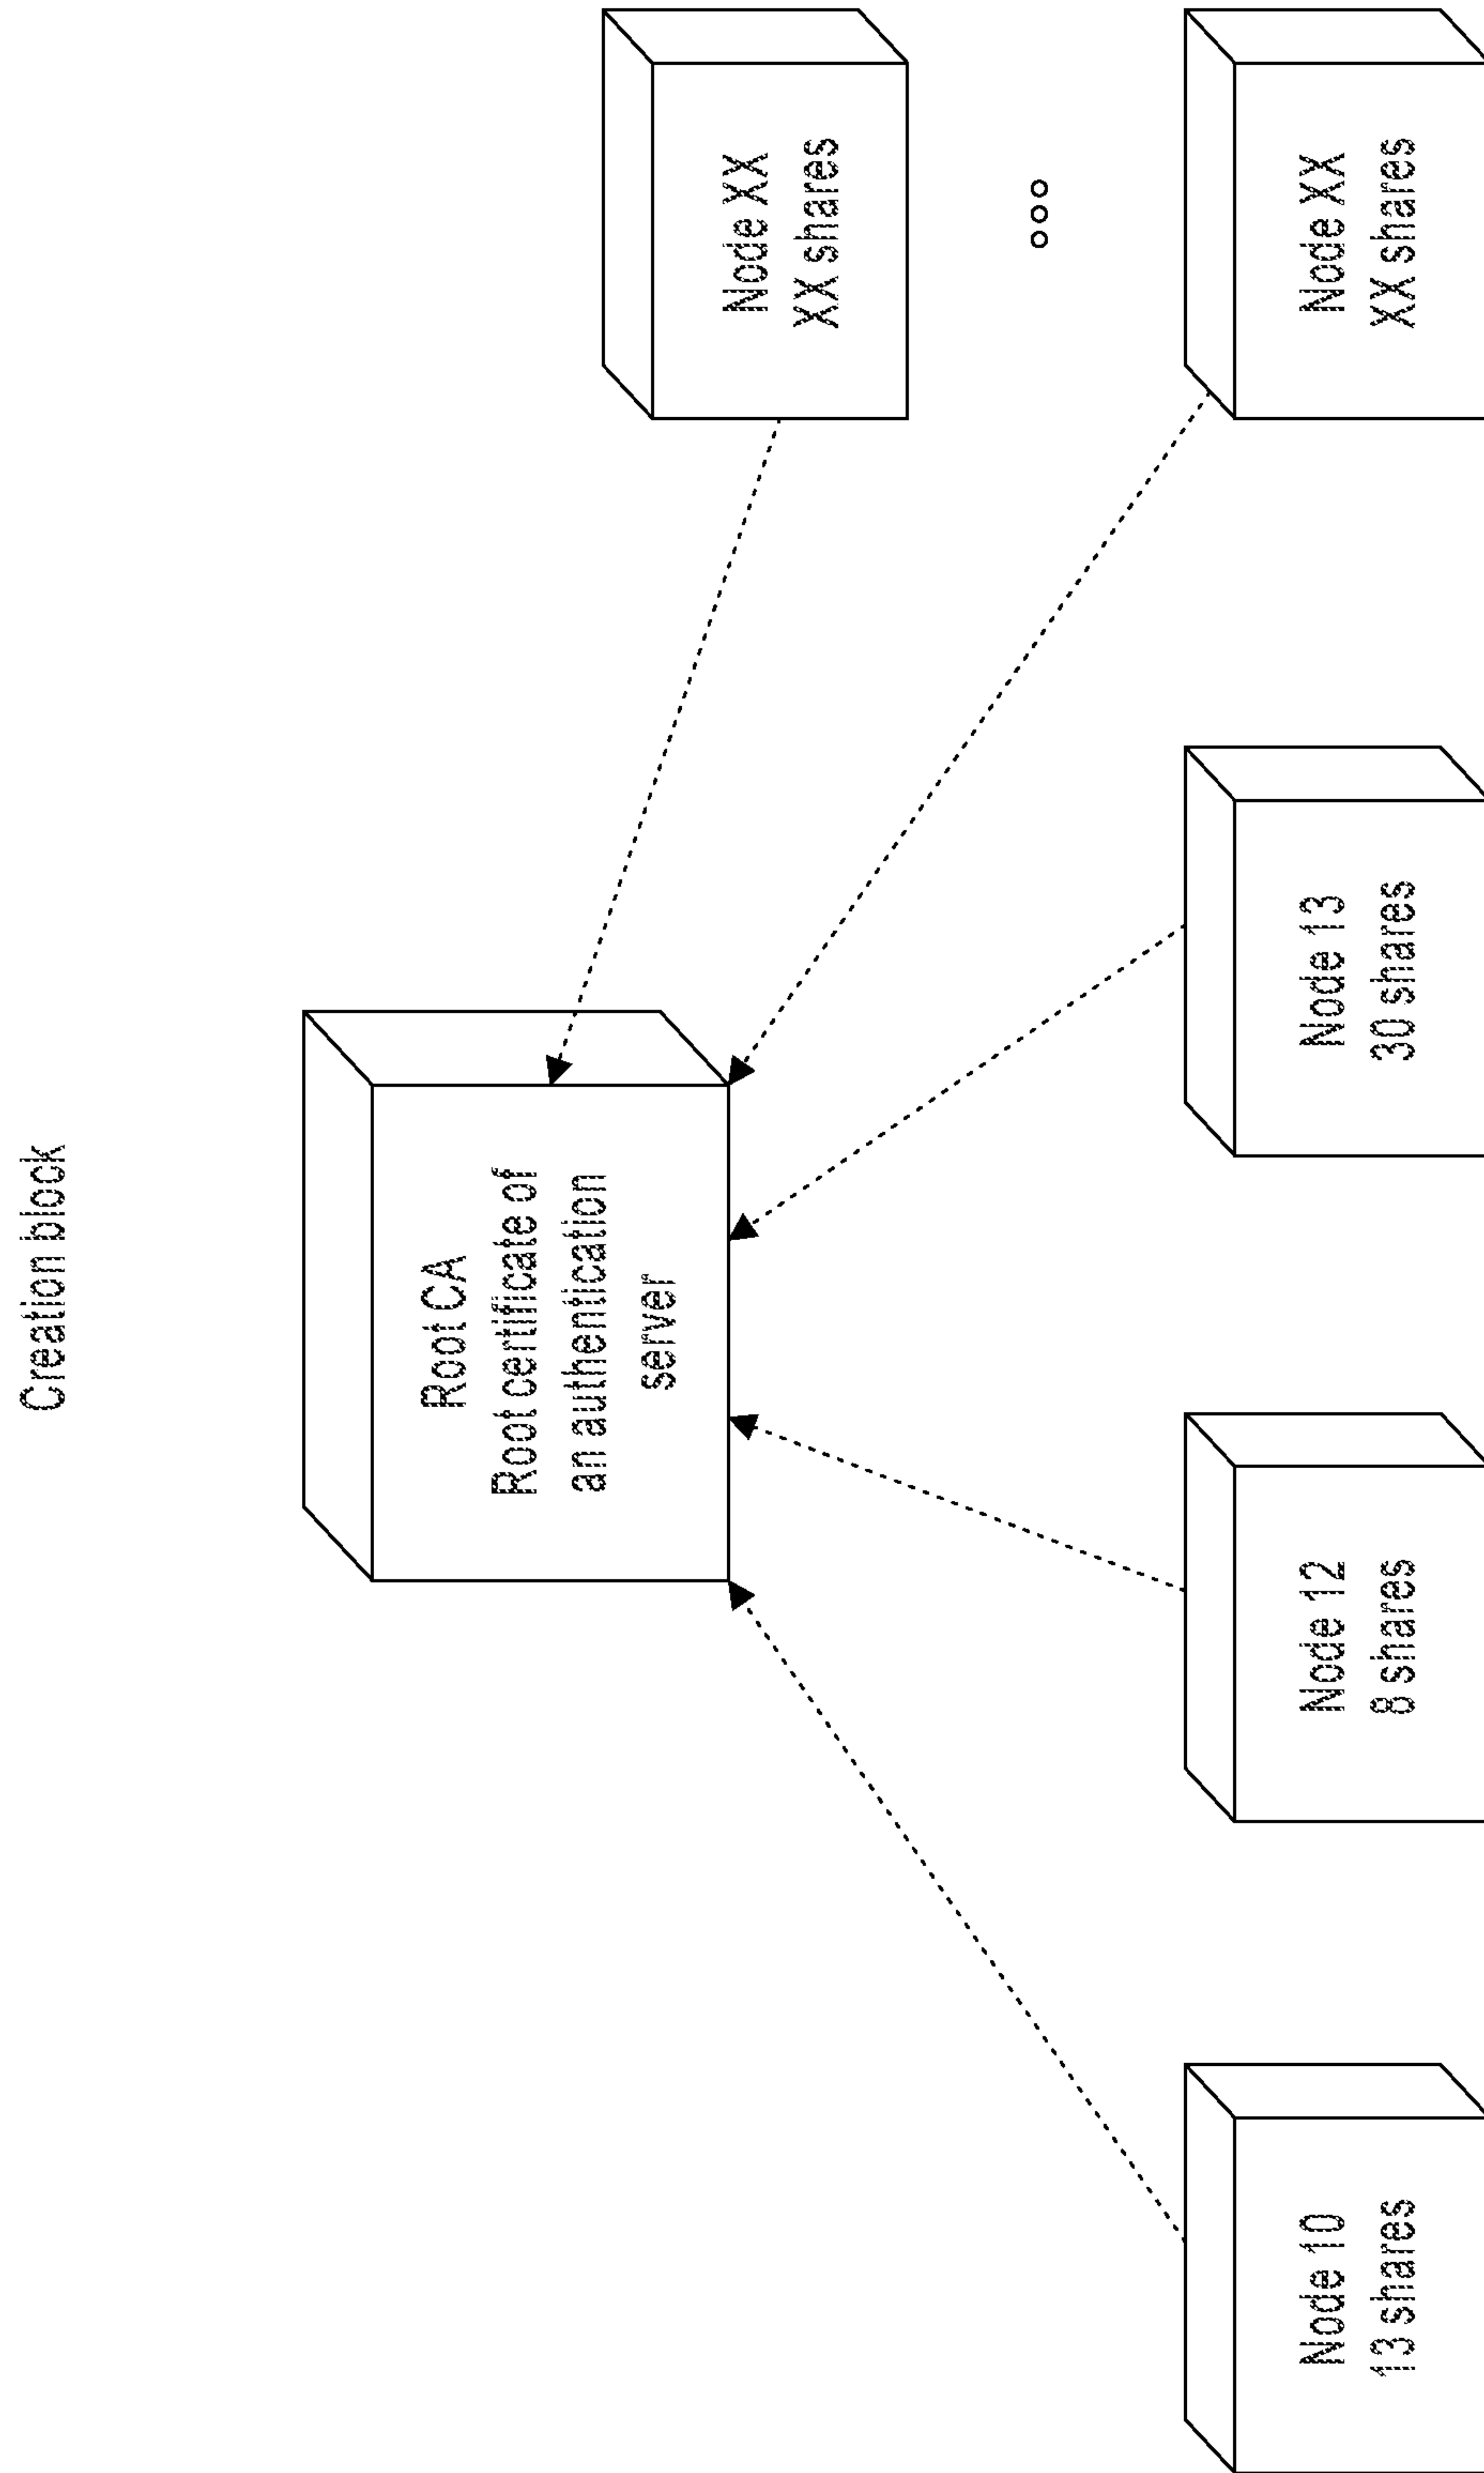 Creation block
Root CA
Root certificate of
an authentication
server
Node XX
XX shares
Node 10
13 shares
Node 12
8 shares
Node 13
30 shares
Node XX
XX shares